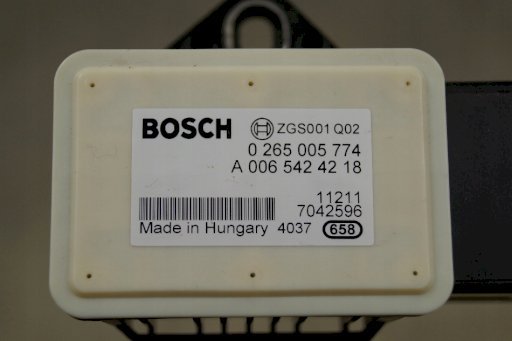 BOSCH ZGS001 Q02
0 265 005 774
A 006 542 42 18
11211
7042596
Made in Hungary 4037 658